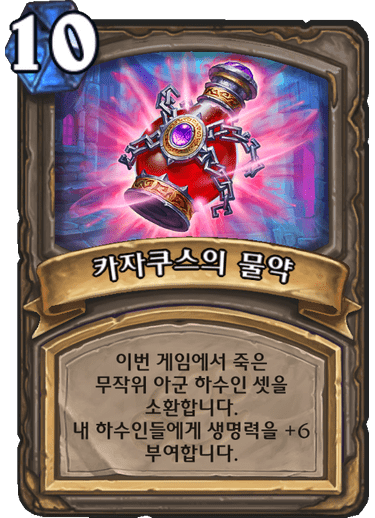 10
카자쿠스의 물약
이번 게임에서 죽은
무작위 아군 하수인 셋을
소환합니다.
내 하수인들에게 생명력을 +6
부여합니다.